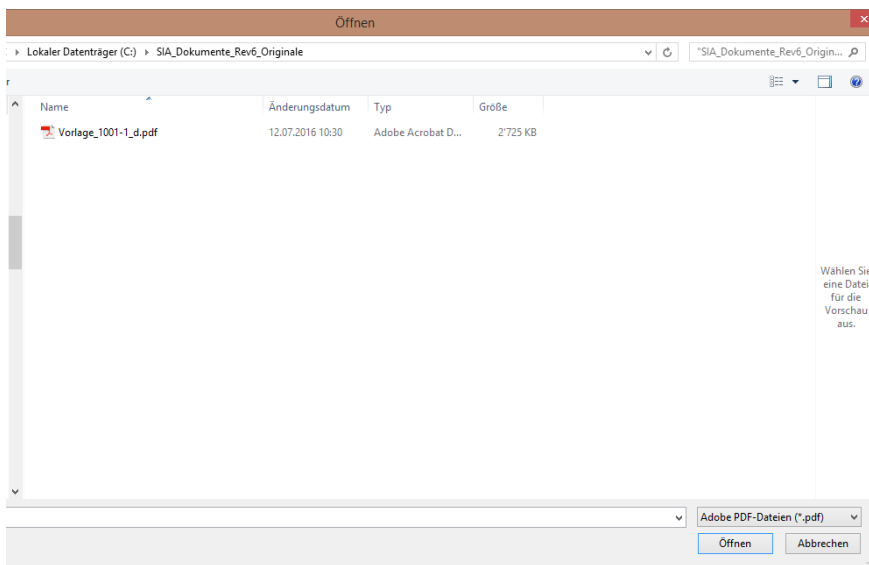 Öffnen
Lokaler Datenträger (C:) ▸ SIA_Dokumente_Rev6_Originale
"SIA_Dokumente_Rev6_Origin...
r
Name Änderungsdatum Typ Größe
Vorlage_1001-1_d.pdf 12.07.2016 10:30 Adobe Acrobat D... 2'725 KB
Wählen Sie
eine Datei
für die
Vorschau
aus.
Adobe PDF-Dateien (*.pdf)
Öffnen Abbrechen